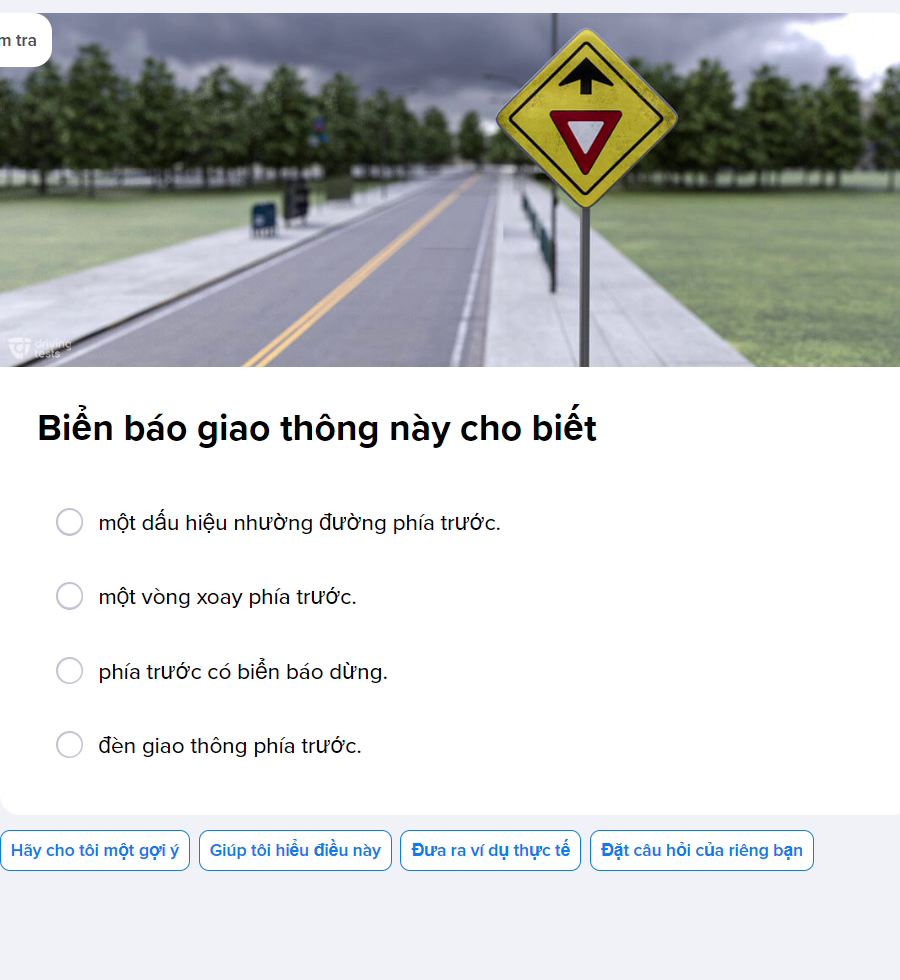 m tra
driving
tests
Biển báo giao thông này cho biết
một dấu hiệu nhường đường phía trước.
một vòng xoay phía trước.
phía trước có biển báo dừng.
đèn giao thông phía trước.
Hãy cho tôi một gợi ý
Giúp tôi hiểu điều này
Đưa ra ví dụ thực tế
Đặt câu hỏi của riêng bạn